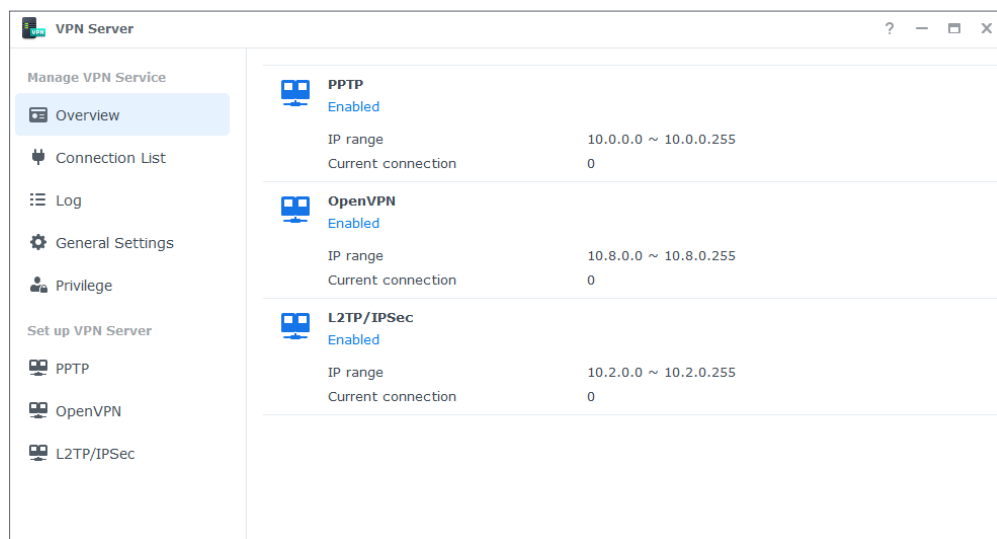 VPN Server
VPN
?
Manage VPN Service
Overview
Connection List
Log
General Settings
Privilege
Set up VPN Server
PPTP
OpenVPN
L2TP/IPSec
PPTP
Enabled
IP range 10.0.0.0 ~ 10.0.0.255
Current connection 0
OpenVPN
Enabled
IP range 10.8.0.0 ~ 10.8.0.255
Current connection 0
L2TP/IPSec
Enabled
IP range 10.2.0.0 ~ 10.2.0.255
Current connection 0